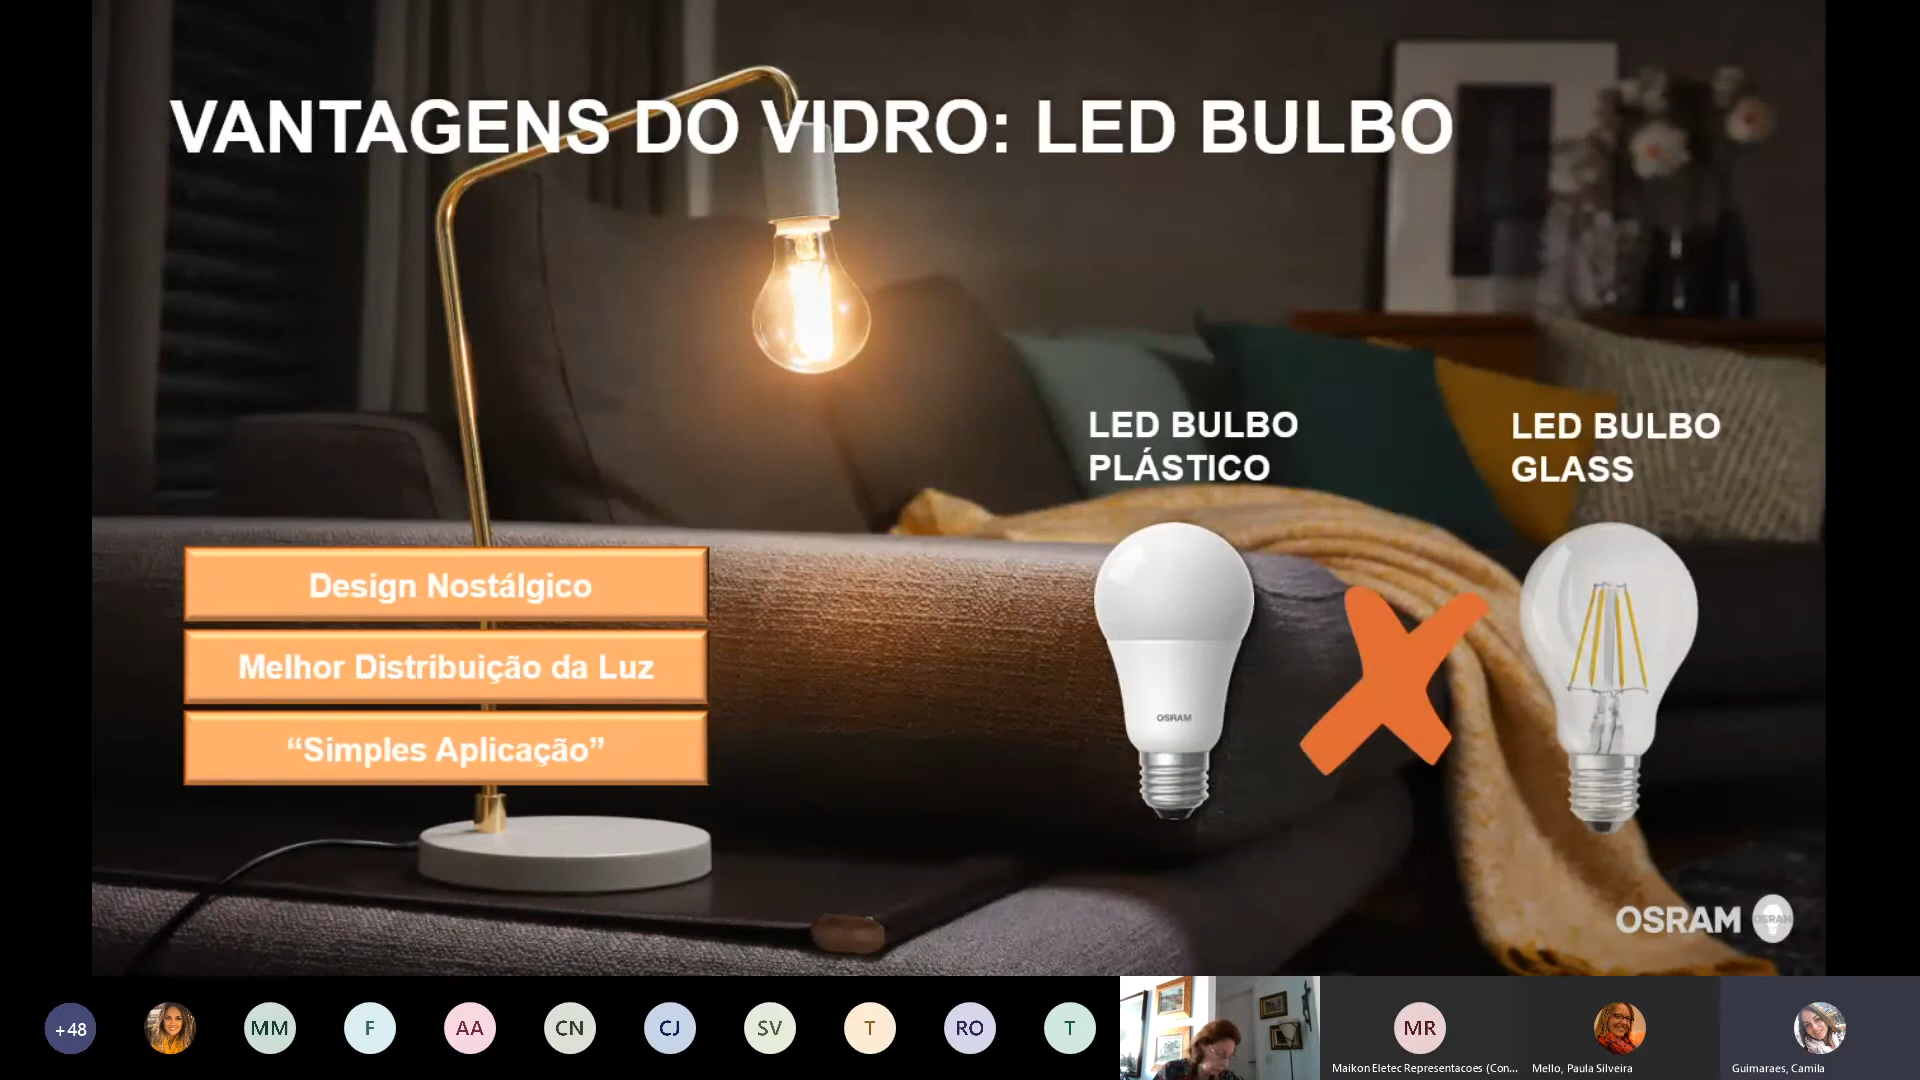 VANTAGENS DO VIDRO: LED BULBO
LED BULBO
PLÁSTICO
LED BULBO
GLASS
Design Nostálgico
Melhor Distribuição da Luz
“Simples Aplicação”
OSRAM
OSRAM
OSRAM
+48
MM
F
AA
CN
CJ
SV
T
RO
T
MR
Maikon Eletec Representacoes (Con...
Mello, Paula Silveira
Guimaraes, Camila